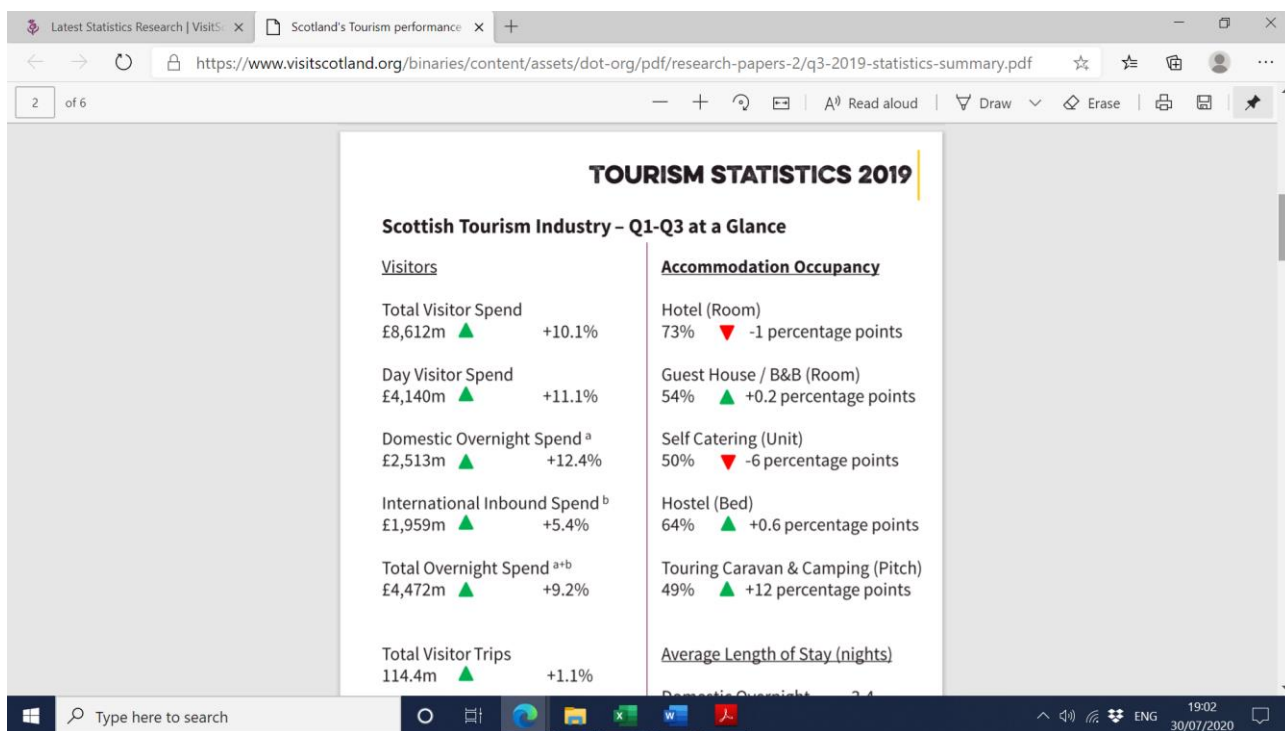 Latest Statistics Research | VisitS
Scotland's Tourism performance
https://www.visitscotland.org/binaries/content/assets/dot-org/pdf/research-papers-2/q3-2019-statistics-summary.pdf
2 of 6
Read aloud
Draw
Erase
TOURISM STATISTICS 2019
Scottish Tourism Industry – Q1-Q3 at a Glance
Visitors
Total Visitor Spend
£8,612m ▲ +10.1%
Day Visitor Spend
£4,140m ▲ +11.1%
Domestic Overnight Spend ᵃ
£2,513m ▲ +12.4%
International Inbound Spend ᵇ
£1,959m ▲ +5.4%
Total Overnight Spend ᵃ⁺ᵇ
£4,472m ▲ +9.2%
Total Visitor Trips
114.4m ▲ +1.1%
Accommodation Occupancy
Hotel (Room)
73% ▼ -1 percentage points
Guest House / B&B (Room)
54% ▲ +0.2 percentage points
Self Catering (Unit)
50% ▼ -6 percentage points
Hostel (Bed)
64% ▲ +0.6 percentage points
Touring Caravan & Camping (Pitch)
49% ▲ +12 percentage points
Average Length of Stay (nights)
Domestic Overnight 3.4
Type here to search
ENG
19:02
30/07/2020